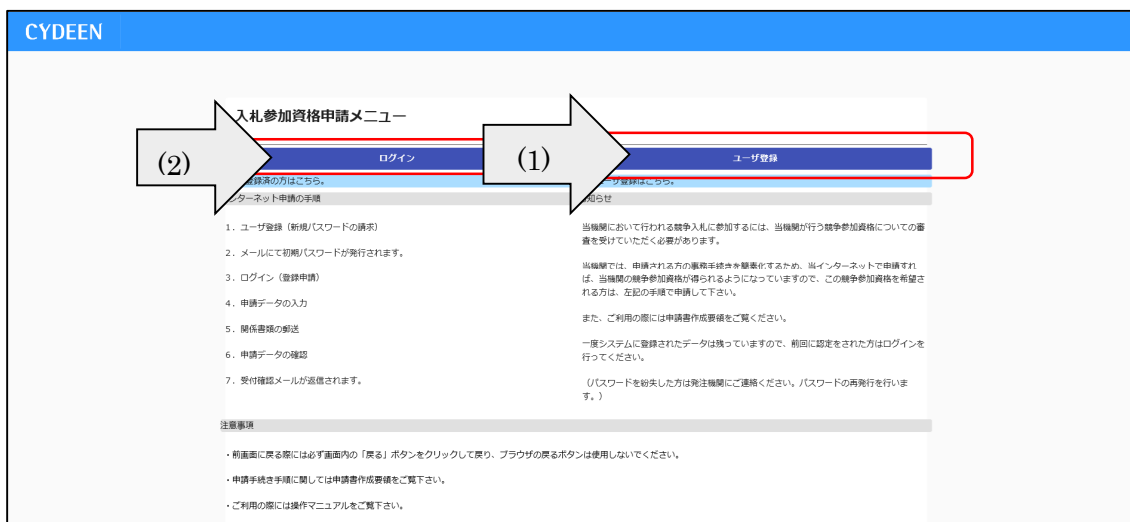 CYDEEN
入札参加資格申請メニュー
(2)
ログイン
(1)
ユーザ登録
登録済の方はこちら。
ーザ登録はこちら。
ンターネット申請の手順
知らせ
1. ユーザ登録（新規パスワードの請求）
2. メールにて初期パスワードが発行されます。
3. ログイン（登録申請）
4. 申請データの入力
5. 関係書類の郵送
6. 申請データの確認
7. 受付確認メールが返信されます。
当機関において行われる競争入札に参加するには、当機関が行う競争参加資格についての審
査を受けていただく必要があります。
当機関では、申請される方の事務手続きを簡素化するため、当インターネットで申請すれ
ば、当機関の競争参加資格が得られるようになっていますので、この競争参加資格を希望さ
れる方は、左記の手順で申請して下さい。
また、ご利用の際には申請書作成要領をご覧ください。
一度システムに登録されたデータは残っていますので、前回に認定をされた方はログインを
行ってください。
（パスワードを紛失した方は発注機関にご連絡ください。パスワードの再発行を行いま
す。）
注意事項
・前画面に戻る際には必ず画面内の「戻る」ボタンをクリックして戻り、ブラウザの戻るボタンは使用しないでください。
・申請手続き手順に関しては申請書作成要領をご覧下さい。
・ご利用の際には操作マニュアルをご覧下さい。